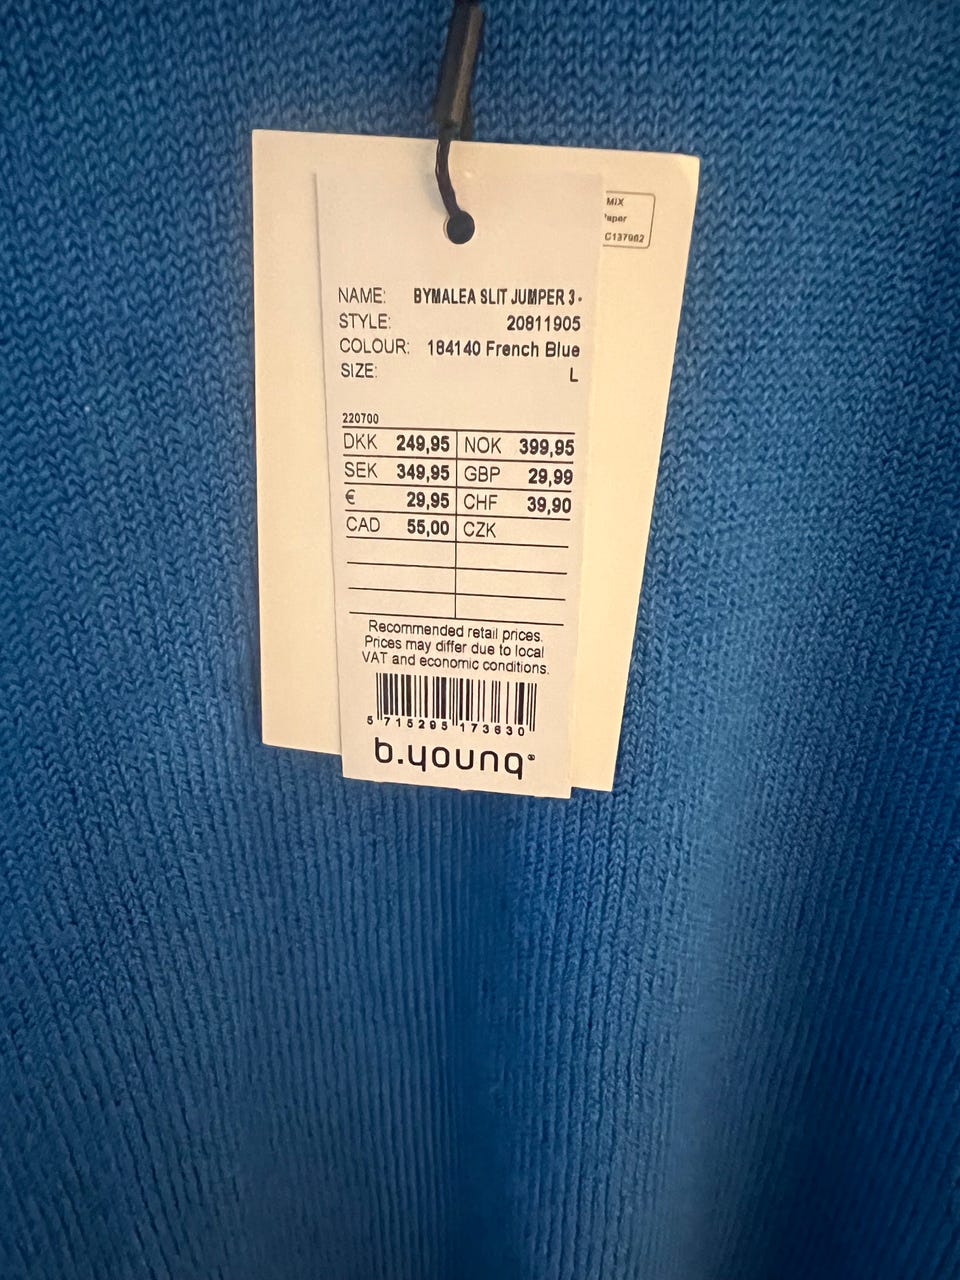 MIX
Paper
C137982
NAME: BYMALEA SLIT JUMPER 3 -
STYLE: 20811905
COLOUR: 184140 French Blue
SIZE: L
220700
DKK 249,95 NOK 399,95
SEK 349,95 GBP 29,99
€ 29,95 CHF 39,90
CAD 55,00 CZK
Recommended retail prices.
Prices may differ due to local
VAT and economic conditions.
5 715295 173630
b.young®